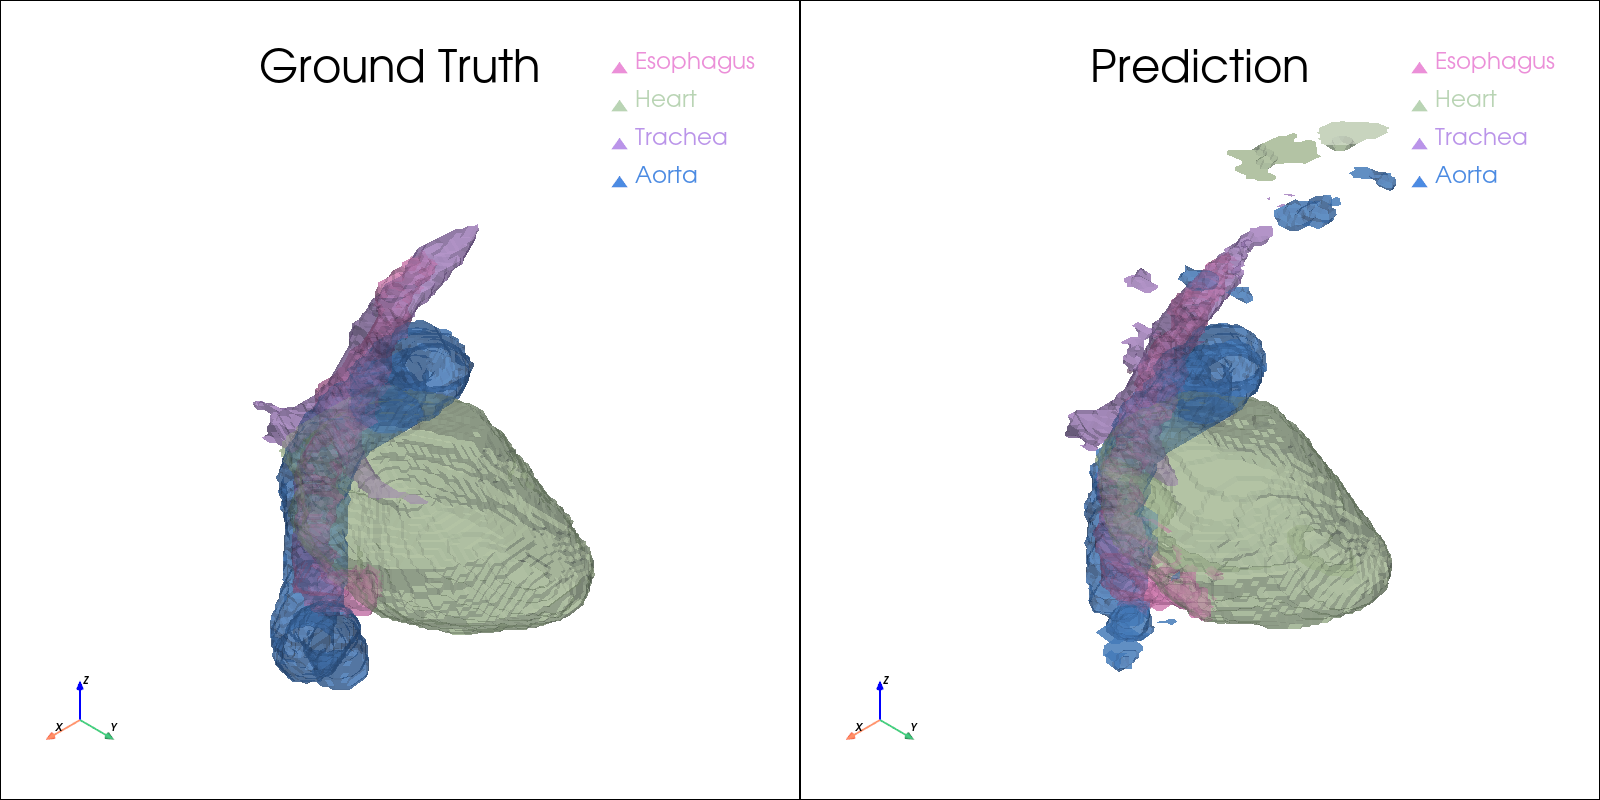 Ground Truth
Esophagus
Heart
Trachea
Aorta
Z
X
Y
Prediction
Esophagus
Heart
Trachea
Aorta
Z
X
Y